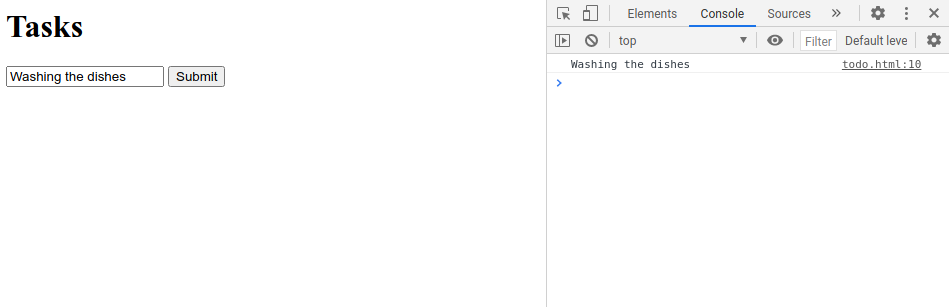 Tasks
Washing the dishes Submit
Elements Console Sources
top Filter Default leve
Washing the dishes todo.html:10